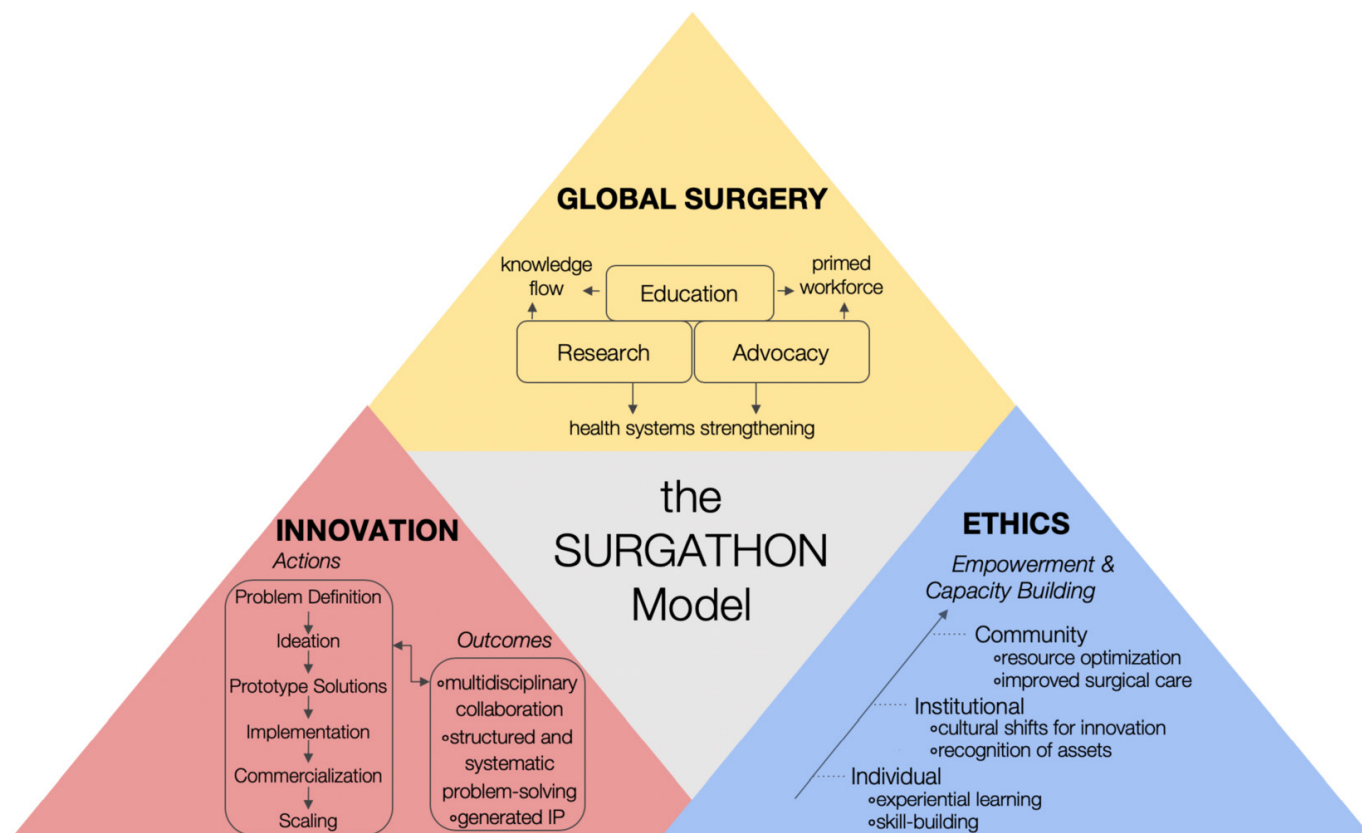 GLOBAL SURGERY
knowledge
flow
Education
primed
workforce
Research
Advocacy
health systems strengthening
the
SURGATHON
Model
INNOVATION
Actions
Problem Definition
Ideation
Prototype Solutions
Implementation
Commercialization
Scaling
Outcomes
∘multidisciplinary
collaboration
∘structured and
systematic
problem-solving
∘generated IP
ETHICS
Empowerment &
Capacity Building
Community
∘resource optimization
∘improved surgical care
Institutional
∘cultural shifts for innovation
∘recognition of assets
Individual
∘experiential learning
∘skill-building